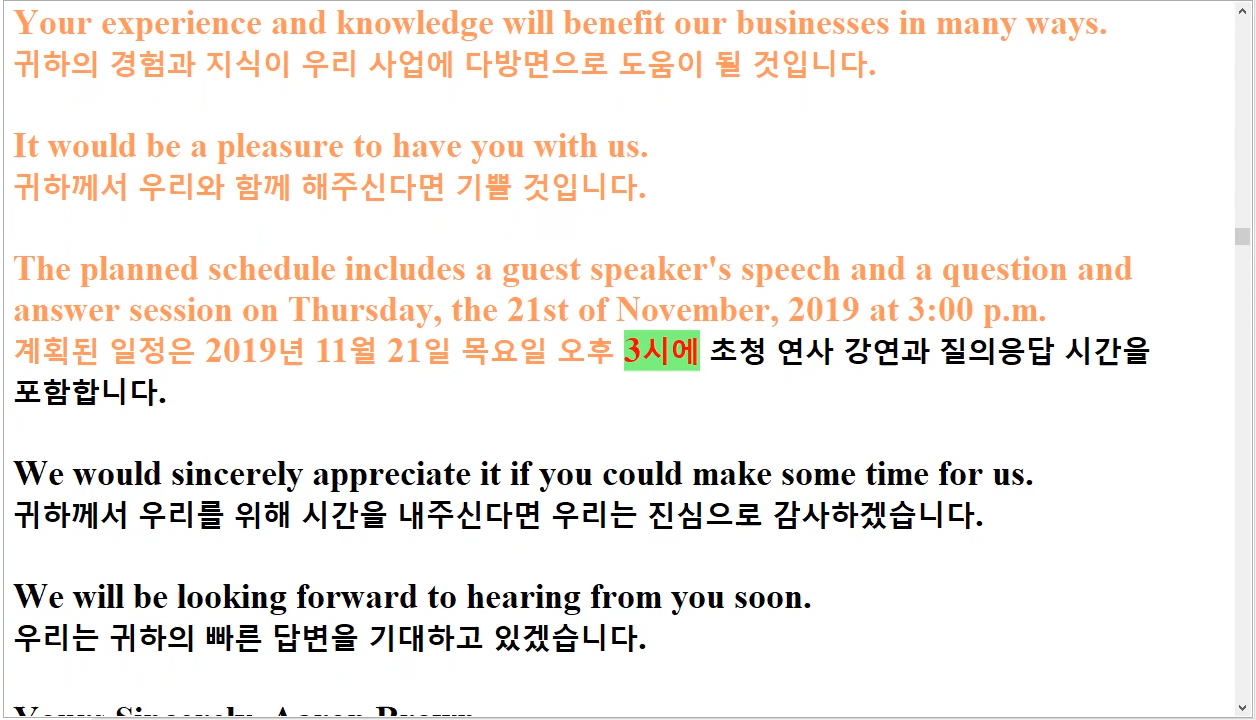 Your experience and knowledge will benefit our businesses in many ways.
귀하의 경험과 지식이 우리 사업에 다방면으로 도움이 될 것입니다.
It would be a pleasure to have you with us.
귀하께서 우리와 함께 해주신다면 기쁠 것입니다.
The planned schedule includes a guest speaker's speech and a question and
answer session on Thursday, the 21st of November, 2019 at 3:00 p.m.
계획된 일정은 2019년 11월 21일 목요일 오후 3시에 초청 연사 강연과 질의응답 시간을
포함합니다.
We would sincerely appreciate it if you could make some time for us.
귀하께서 우리를 위해 시간을 내주신다면 우리는 진심으로 감사하겠습니다.
We will be looking forward to hearing from you soon.
우리는 귀하의 빠른 답변을 기대하고 있겠습니다.
Yours Sincerely, Aaron Brown